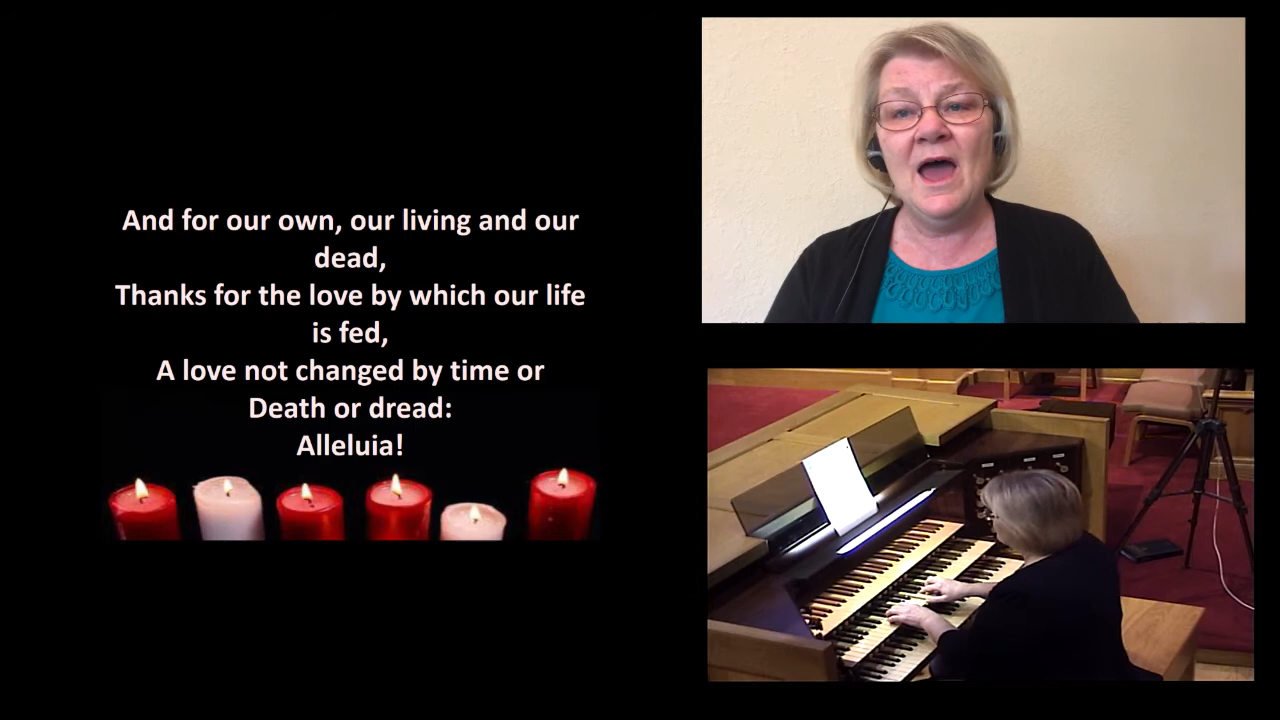 And for our own, our living and our
dead,
Thanks for the love by which our life
is fed,
A love not changed by time or
Death or dread:
Alleluia!